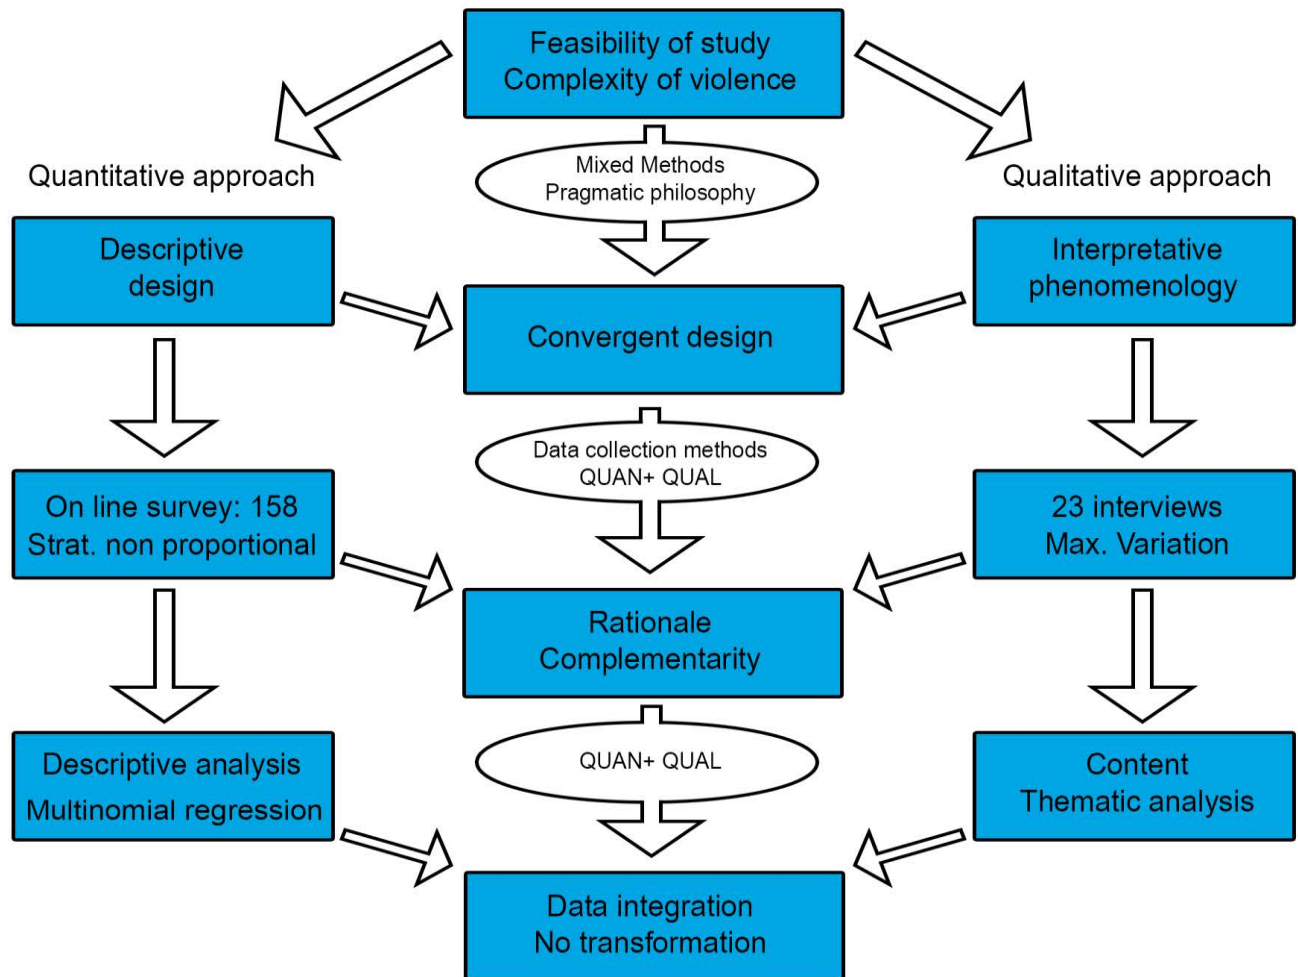 Feasibility of study
Complexity of violence
Mixed Methods
Pragmatic philosophy
Quantitative approach
Qualitative approach
Descriptive
design
Interpretative
phenomenology
Convergent design
Data collection methods
QUAN+ QUAL
On line survey: 158
Strat. non proportional
23 interviews
Max. Variation
Rationale
Complementarity
QUAN+ QUAL
Descriptive analysis
Multinomial regression
Content
Thematic analysis
Data integration
No transformation